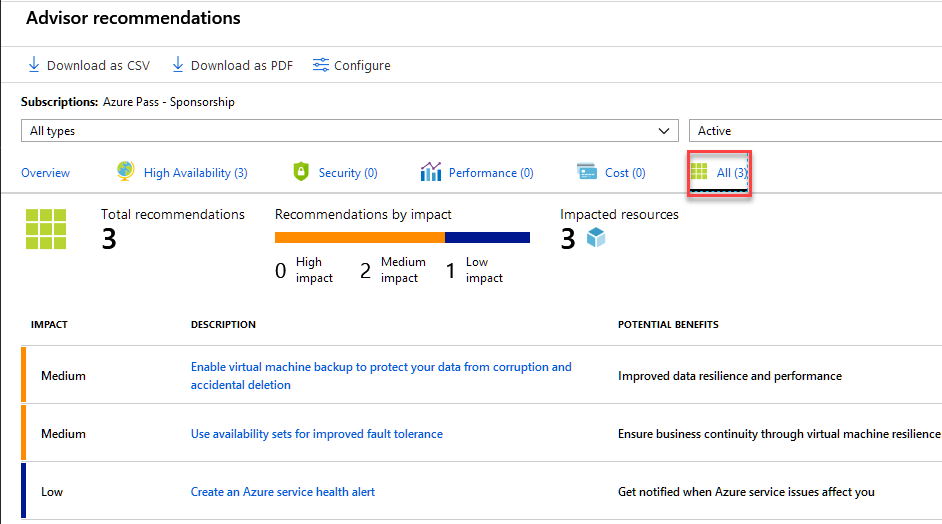 Advisor recommendations
Download as CSV Download as PDF Configure
Subscriptions: Azure Pass - Sponsorship
All types Active
Overview High Availability (3) Security (0) Performance (0) Cost (0) All (3)
Total recommendations Recommendations by impact Impacted resources
3 3
0 High impact 2 Medium impact 1 Low impact
IMPACT DESCRIPTION POTENTIAL BENEFITS
Medium Enable virtual machine backup to protect your data from corruption and
accidental deletion Improved data resilience and performance
Medium Use availability sets for improved fault tolerance Ensure business continuity through virtual machine resilience
Low Create an Azure service health alert Get notified when Azure service issues affect you